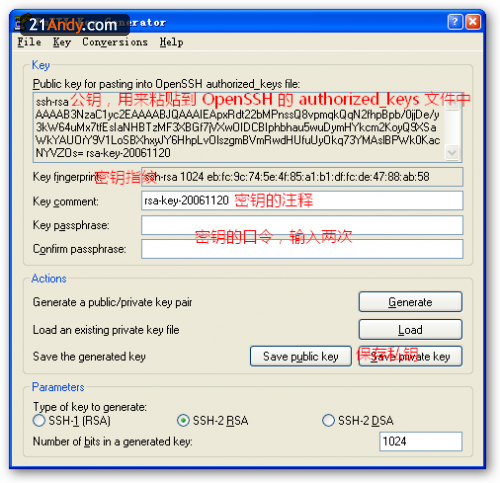 21Andy.com Key Generator
File Key Conversions Help
Key
Public key for pasting into OpenSSH authorized_keys file:
ssh-rsa 公钥，用来粘贴到 OpenSSH 的 authorized_keys 文件中
AAAAB3NzaC1yc2EAAAABJQAAAIEApxRdt22bMPnssQ8vpmqkQqN2fhpBpb/0jjDe/y
3kW64uMx7tfEslaNHBTzMF3XBGf7jVXwOlDCBIphbhau5wuDymHYkcm2KoyQ9XSa
WkYAUOrY9V1LoSBXhxyJY6HhpLvOIszgmBVmRwdHUfuUyOkq73YMAslBPWk0Kac
NYVZOs= rsa-key-20061120
Key fingerprint: 密钥指纹 ssh-rsa 1024 eb:fc:9c:74:5e:4f:85:a1:b1:df:fc:de:47:88:ab:58
Key comment: rsa-key-20061120 密钥的注释
Key passphrase:
密钥的口令，输入两次
Confirm passphrase:
Actions
Generate a public/private key pair Generate
Load an existing private key file Load
Save the generated key Save public key Save private key 保存私钥
Parameters
Type of key to generate:
SSH-1 (RSA) SSH-2 RSA SSH-2 DSA
Number of bits in a generated key: 1024